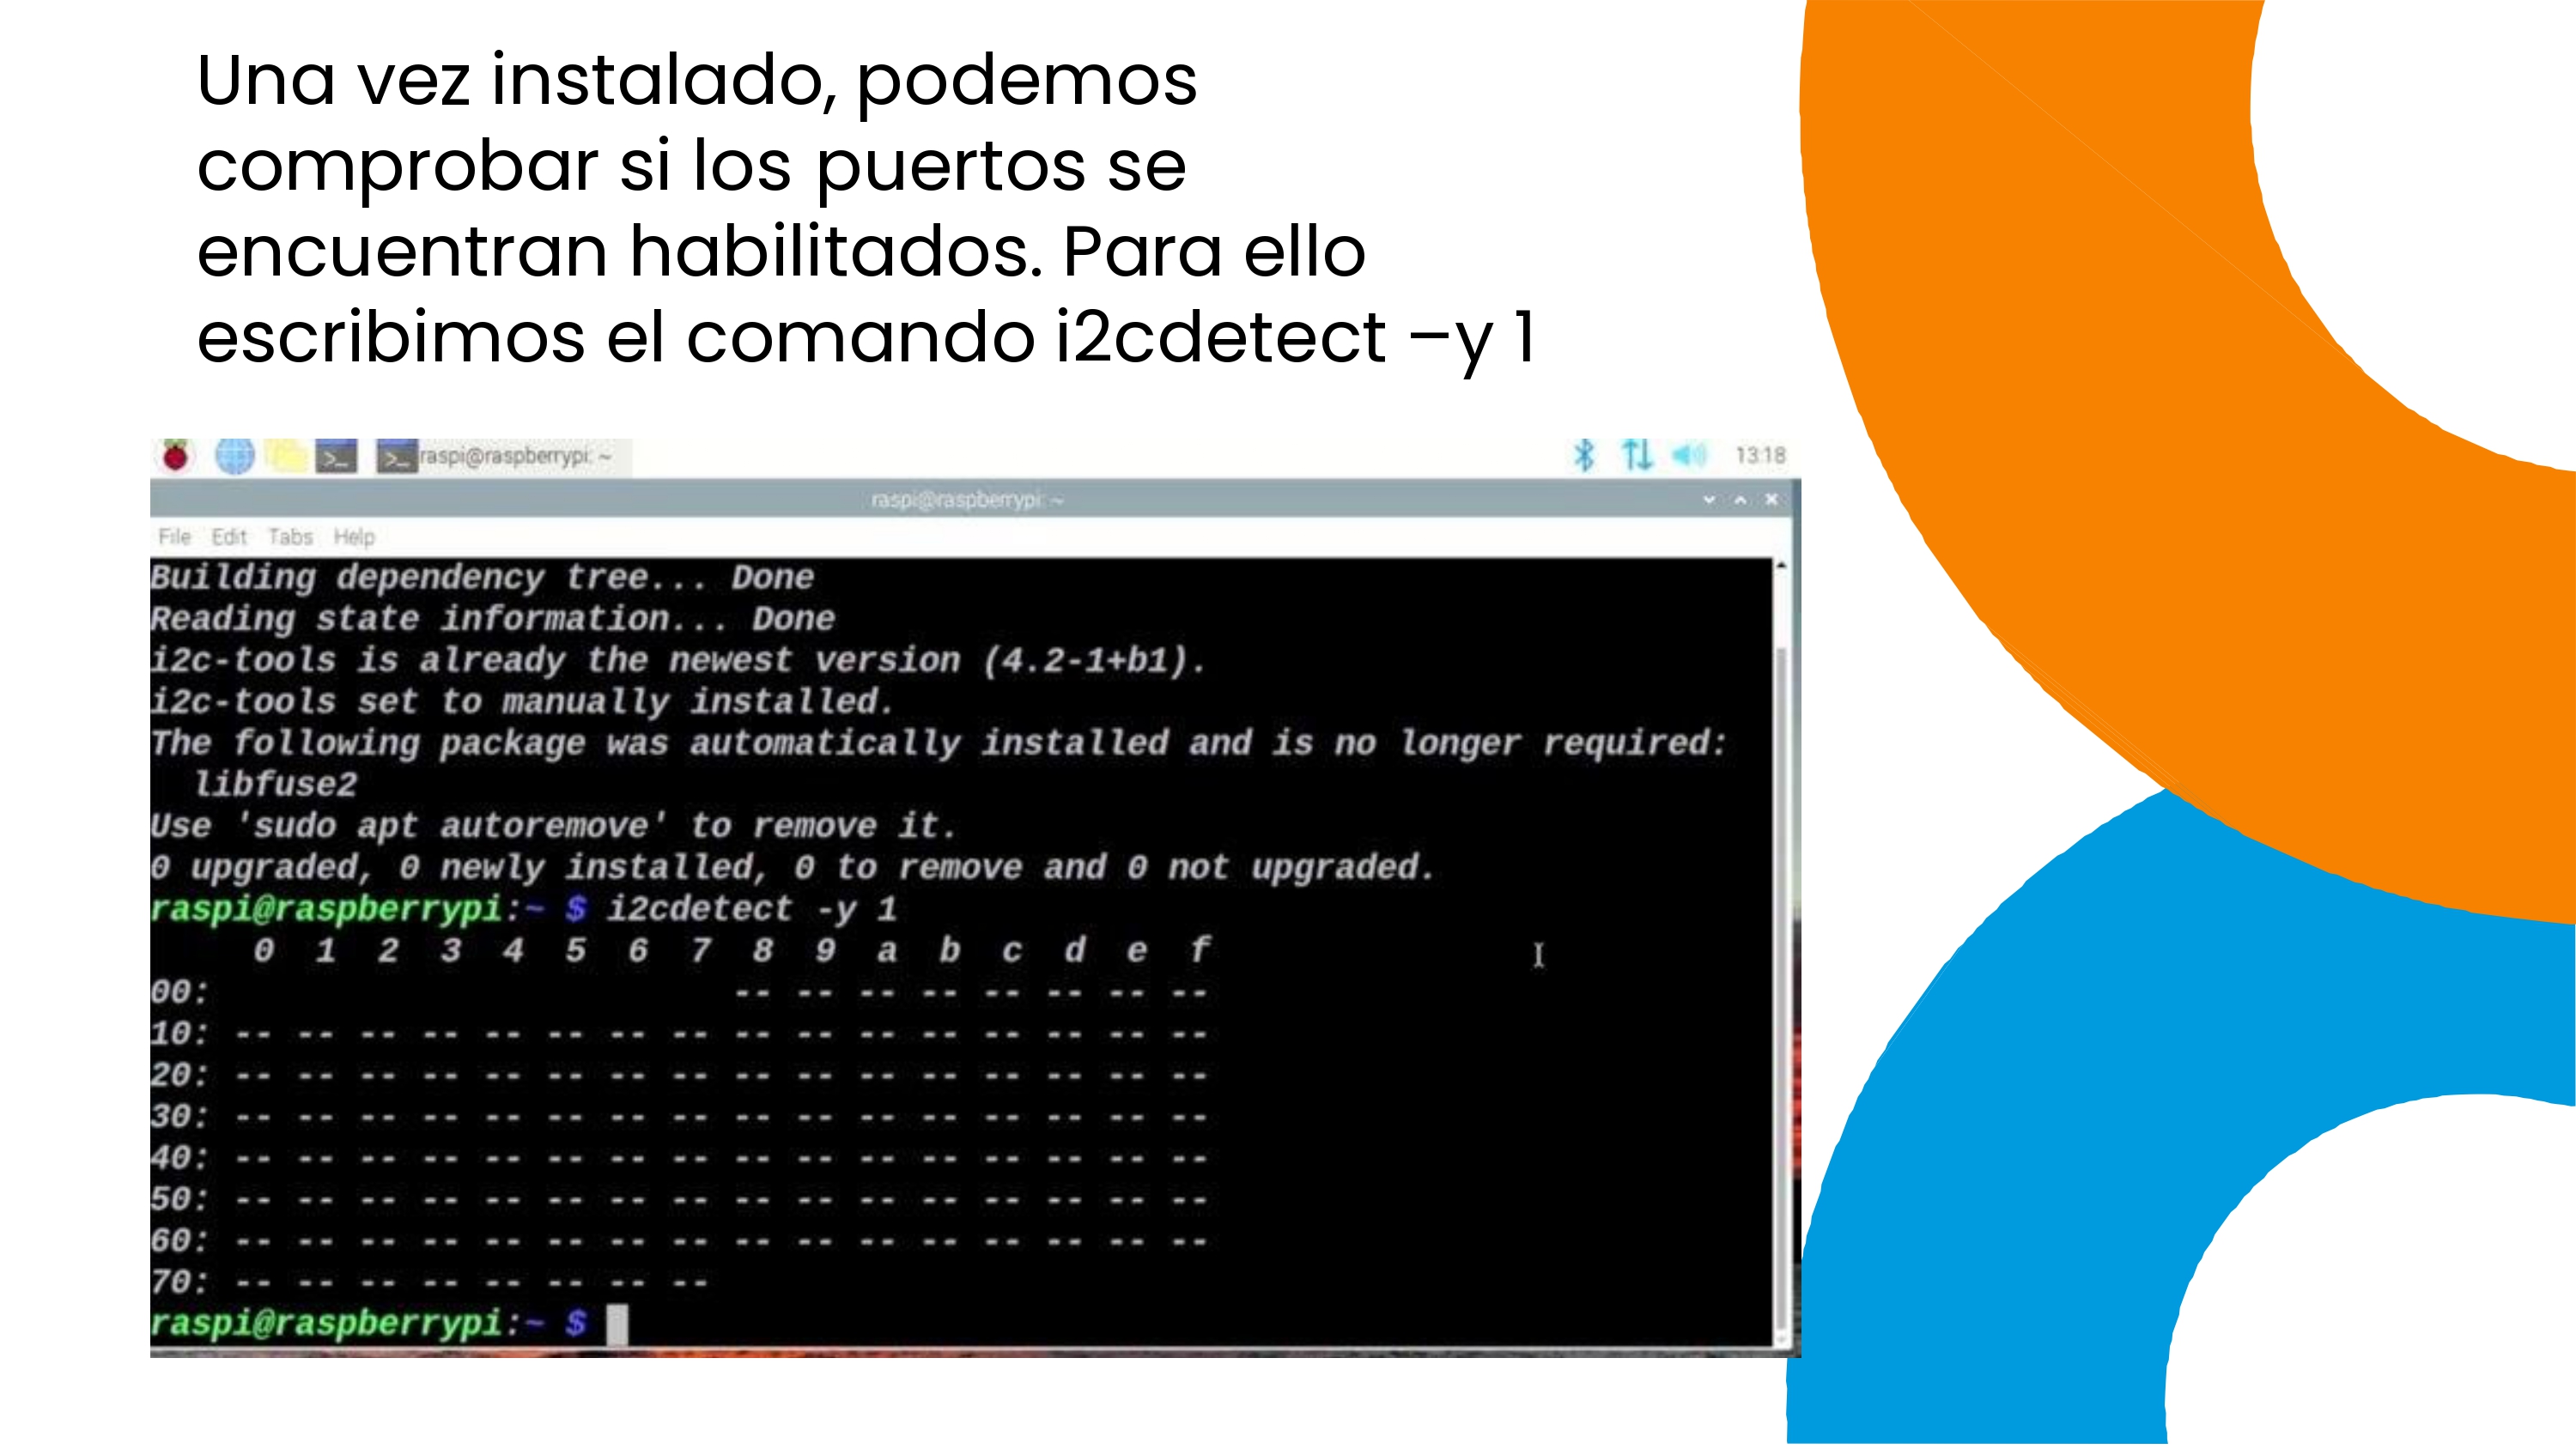 Una vez instalado, podemos
comprobar si los puertos se
encuentran habilitados. Para ello
escribimos el comando i2cdetect –y 1
raspi@raspberrypi: ~
13:18
raspi@raspberrypi: ~
File Edit Tabs Help
Building dependency tree... Done
Reading state information... Done
i2c-tools is already the newest version (4.2-1+b1).
i2c-tools set to manually installed.
The following package was automatically installed and is no longer required:
  libfuse2
Use 'sudo apt autoremove' to remove it.
0 upgraded, 0 newly installed, 0 to remove and 0 not upgraded.
raspi@raspberrypi:~ $ i2cdetect -y 1
     0  1  2  3  4  5  6  7  8  9  a  b  c  d  e  f
00:                         -- -- -- -- -- -- -- --
10: -- -- -- -- -- -- -- -- -- -- -- -- -- -- -- --
20: -- -- -- -- -- -- -- -- -- -- -- -- -- -- -- --
30: -- -- -- -- -- -- -- -- -- -- -- -- -- -- -- --
40: -- -- -- -- -- -- -- -- -- -- -- -- -- -- -- --
50: -- -- -- -- -- -- -- -- -- -- -- -- -- -- -- --
60: -- -- -- -- -- -- -- -- -- -- -- -- -- -- -- --
70: -- -- -- -- -- -- -- --
raspi@raspberrypi:~ $